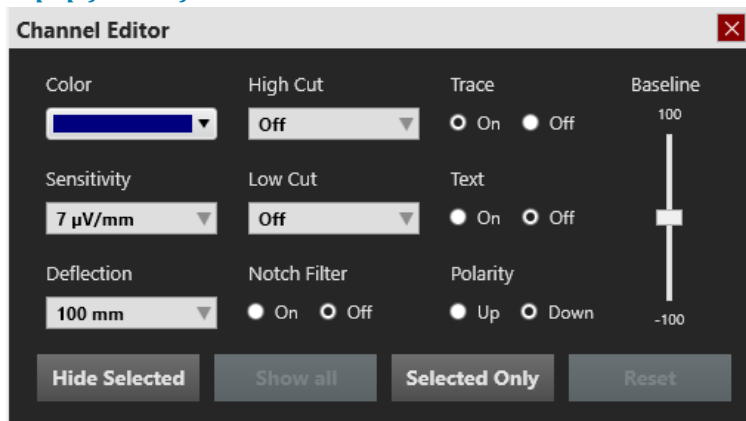 Channel Editor
Color High Cut Trace Baseline
Off On Off 100
Sensitivity Low Cut Text
7 µV/mm Off On Off
Deflection Notch Filter Polarity
100 mm On Off Up Down -100
Hide Selected Show all Selected Only Reset